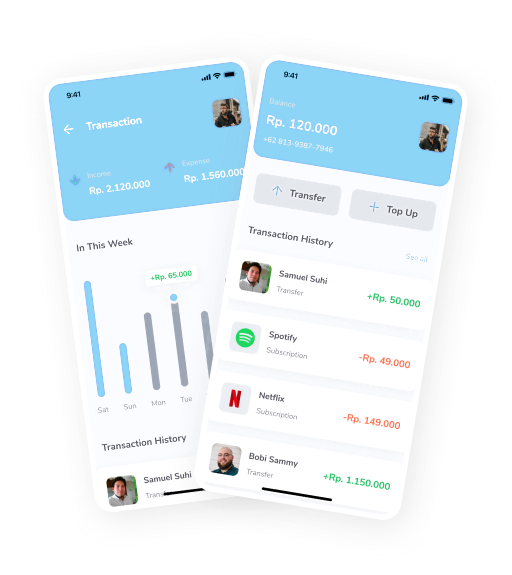 9:41
Transaction
Income
Rp. 2.120.000
Expense
Rp. 1.560.000
In This Week
+Rp. 65.000
Sat
Sun
Mon
Tue
Transaction History
Samuel Suhi
9:41
Balance
Rp. 120.000
+62 813-9387-7946
Transfer
Top Up
Transaction History
See all
Samuel Suhi
Transfer
+Rp. 50.000
Spotify
Subscription
-Rp. 49.000
N
Netflix
Subscription
-Rp. 149.000
Bobi Sammy
Transfer
+Rp. 1.150.000